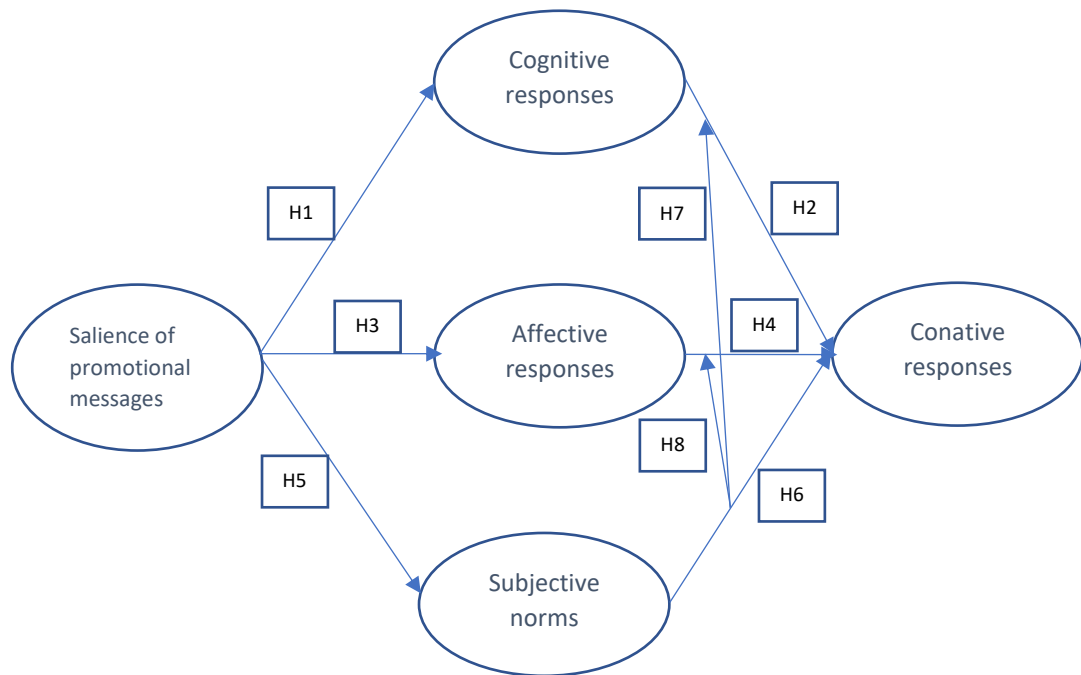 Cognitive
responses
H1
H7
H2
Salience of
promotional
messages
H3
Affective
responses
H4
Conative
responses
H8
H5
H6
Subjective
norms